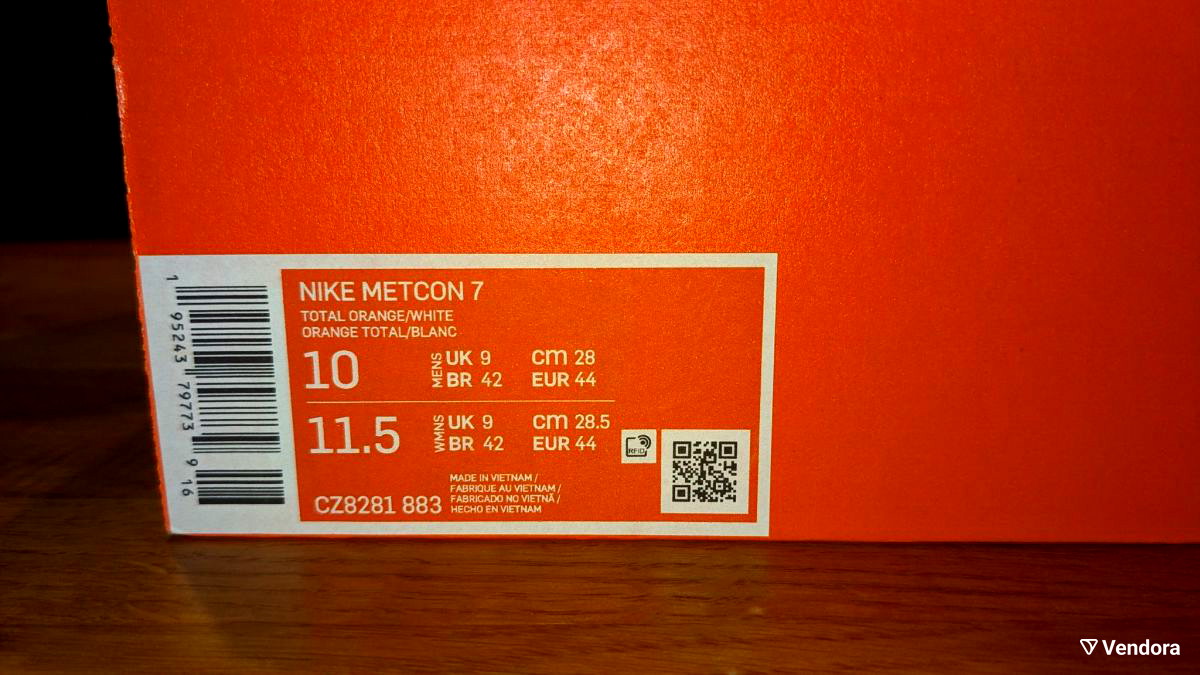 NIKE METCON 7
TOTAL ORANGE/WHITE
ORANGE TOTAL/BLANC
10 MENS UK 9 cm 28
BR 42 EUR 44
11.5 WMNS UK 9 cm 28.5
BR 42 EUR 44
RFID
MADE IN VIETNAM /
FABRIQUE AU VIETNAM /
FABRICADO NO VIETNÃ /
HECHO EN VIETNAM
CZ8281 883
1 95243 79773 9 16
Vendora